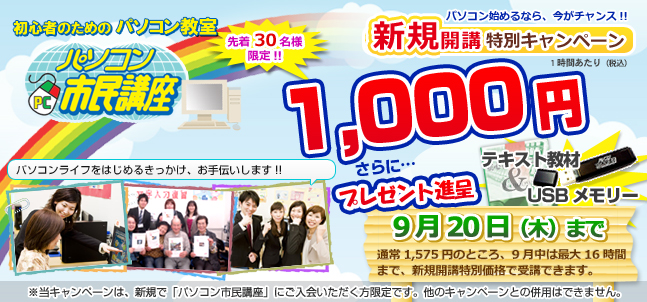 初心者のための パソコン教室
パソコン
市民講座
PC
先着30名様
限定!!
パソコン始めるなら、今がチャンス!!
新規開講 特別キャンペーン
1時間あたり（税込）
1,000円
さらに…
プレゼント進呈
テキスト教材
&
USBメモリー
パソコンライフをはじめるきっかけ、お手伝いします!!
9月20日（木）まで
通常1,575円のところ、9月中は最大16時間
まで、新規開講特別価格で受講できます。
※当キャンペーンは、新規で「パソコン市民講座」にご入会いただく方限定です。他のキャンペーンとの併用はできません。